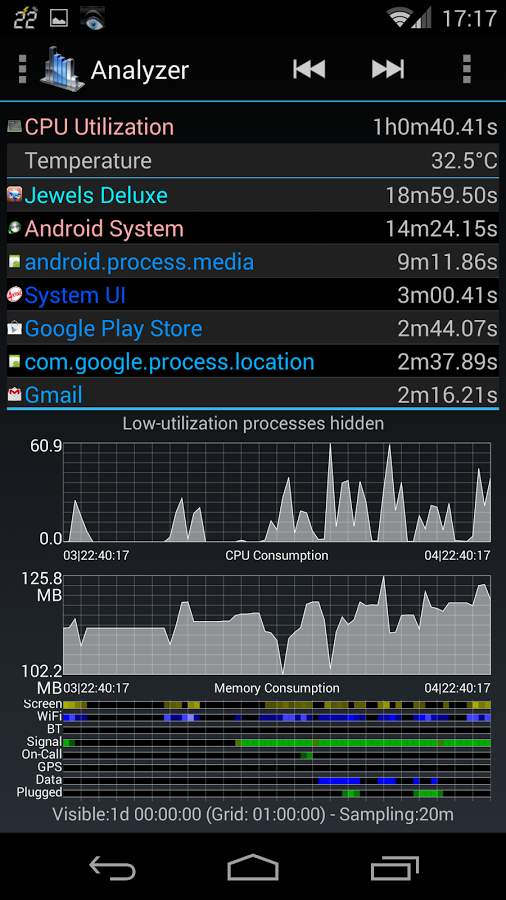 22
17:17
Analyzer
CPU Utilization 1h0m40.41s
Temperature 32.5°C
Jewels Deluxe 18m59.50s
Android System 14m24.15s
android.process.media 9m11.86s
System UI 3m00.41s
Google Play Store 2m44.07s
com.google.process.location 2m37.89s
Gmail 2m16.21s
Low-utilization processes hidden
60.9
0.0
03|22:40:17 CPU Consumption 04|22:40:17
125.8
MB
102.2
MB 03|22:40:17 Memory Consumption 04|22:40:17
Screen
WiFi
BT
Signal
On-Call
GPS
Data
Plugged
Visible:1d 00:00:00 (Grid: 01:00:00) - Sampling:20m